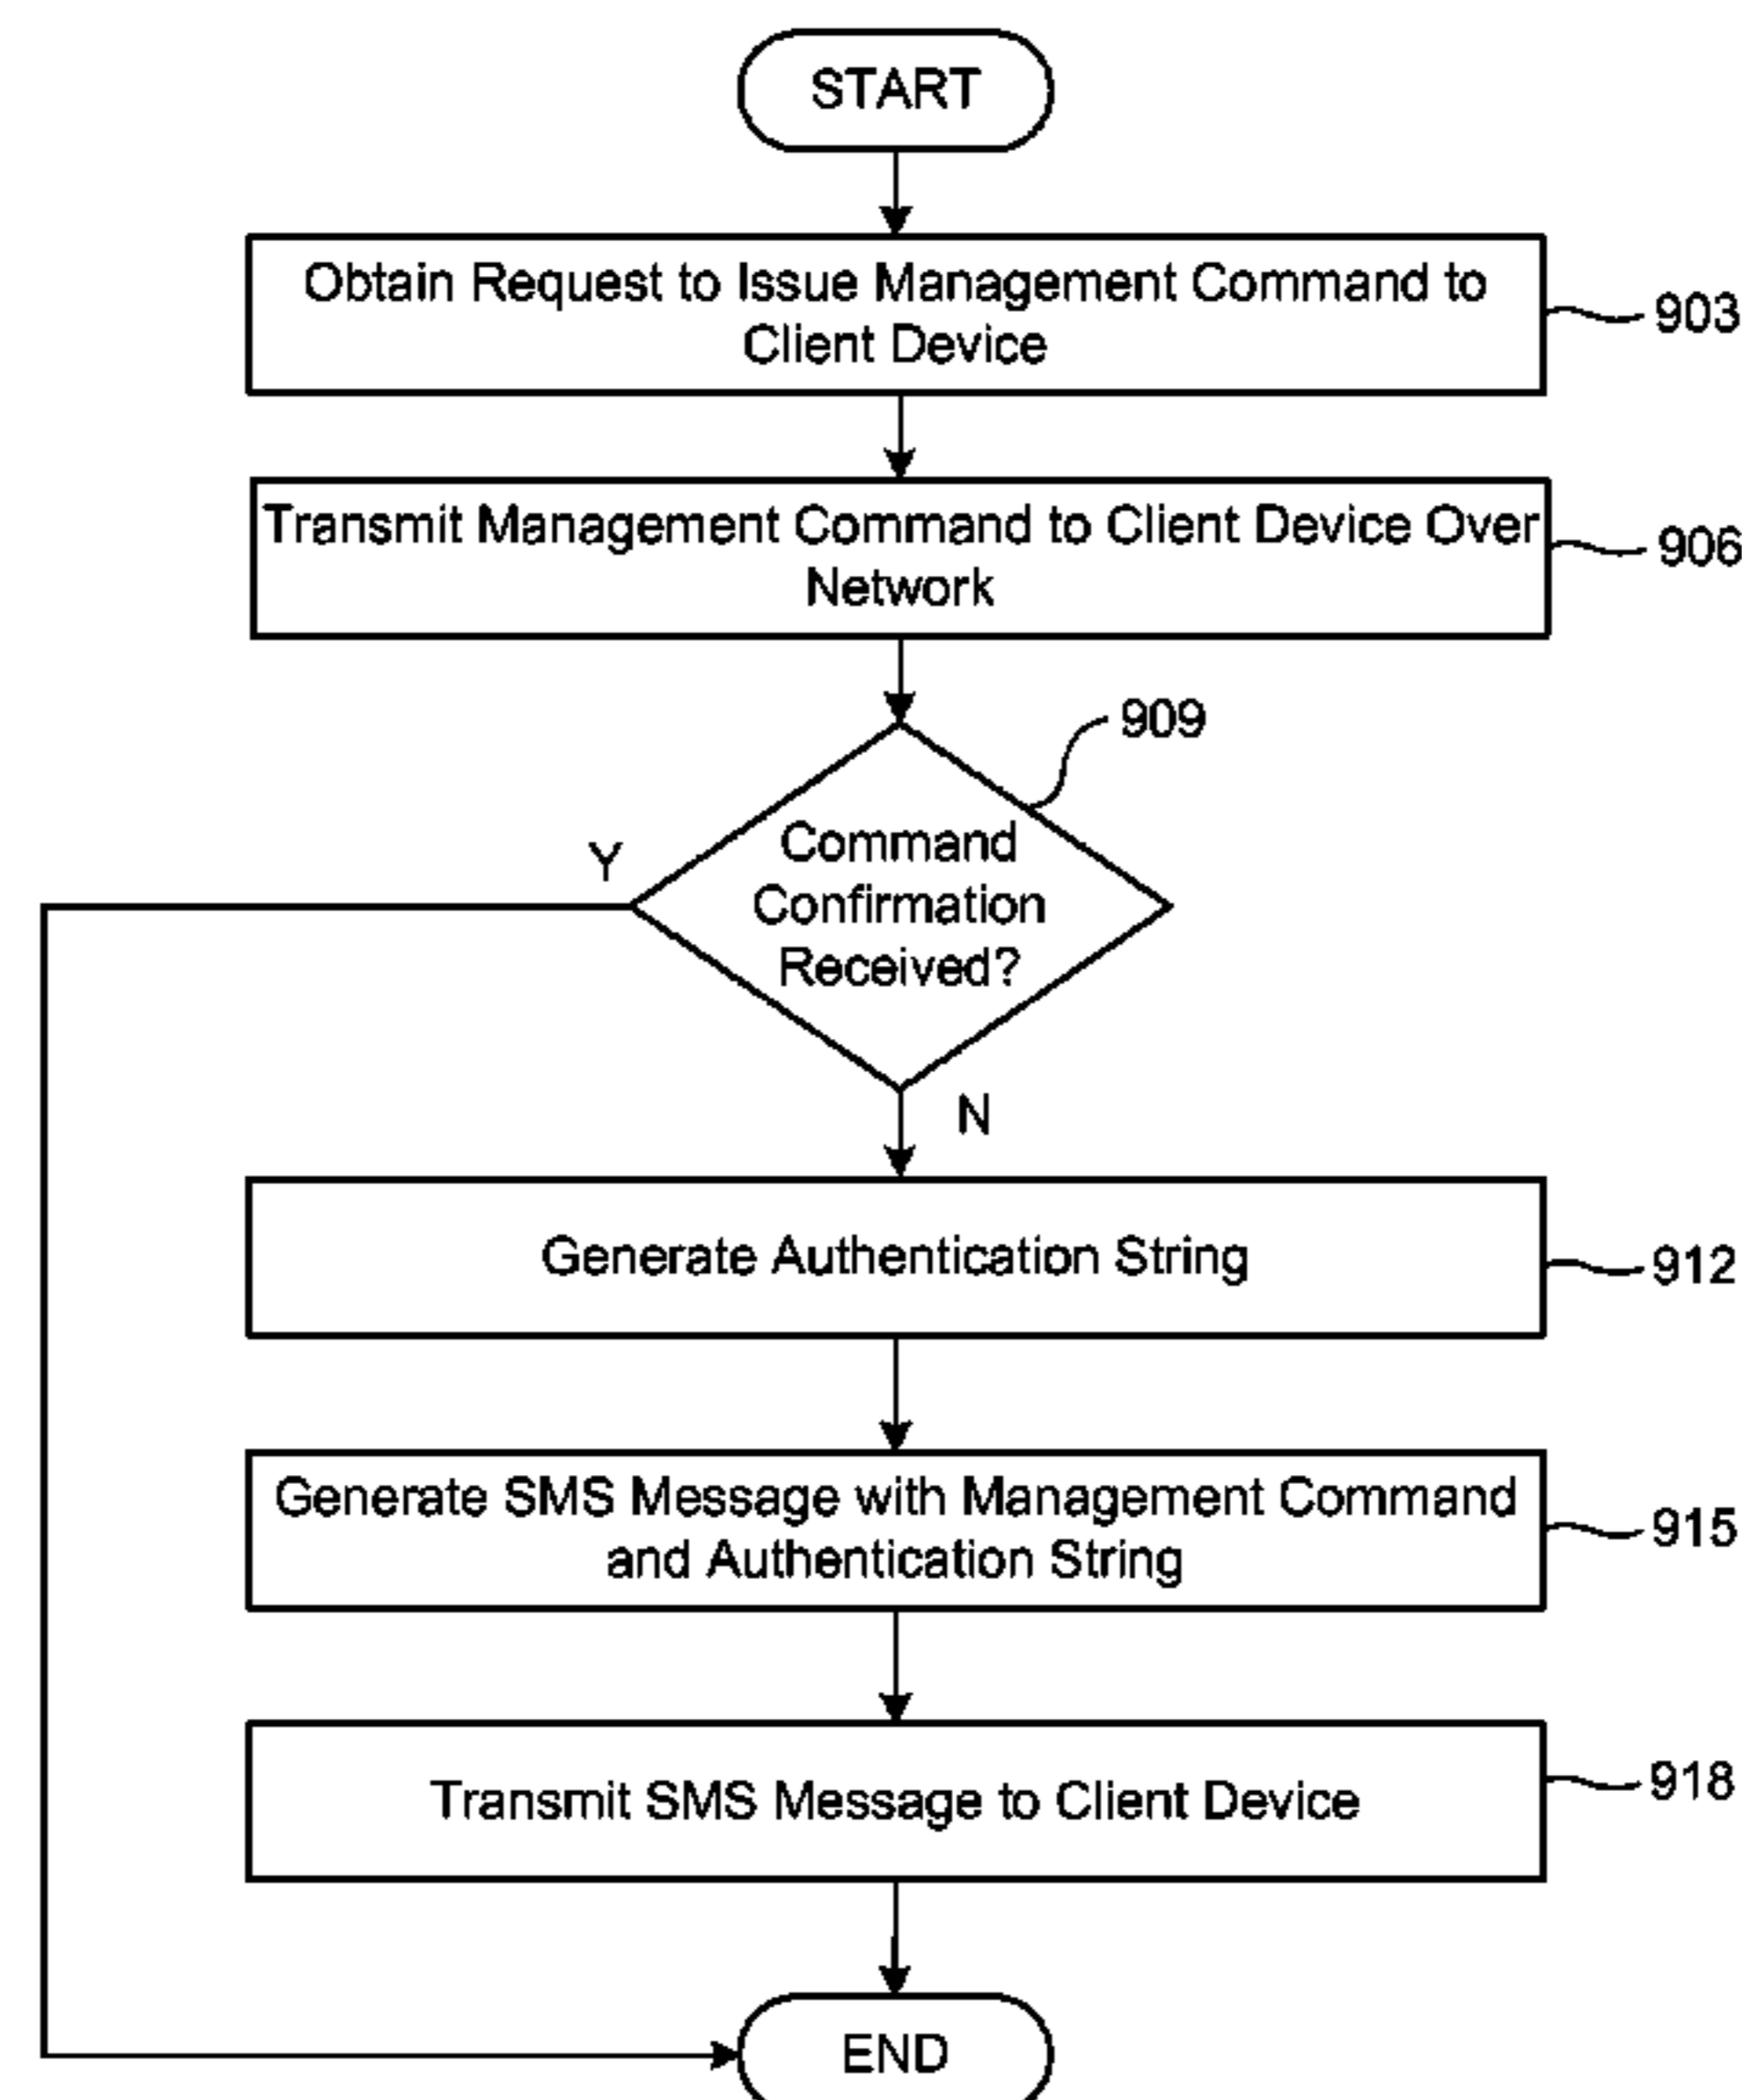 START
Obtain Request to Issue Management Command to
Client Device
903
Transmit Management Command to Client Device Over
Network
906
909
Command
Confirmation
Received?
Y
N
Generate Authentication String
912
Generate SMS Message with Management Command
and Authentication String
915
Transmit SMS Message to Client Device
918
END